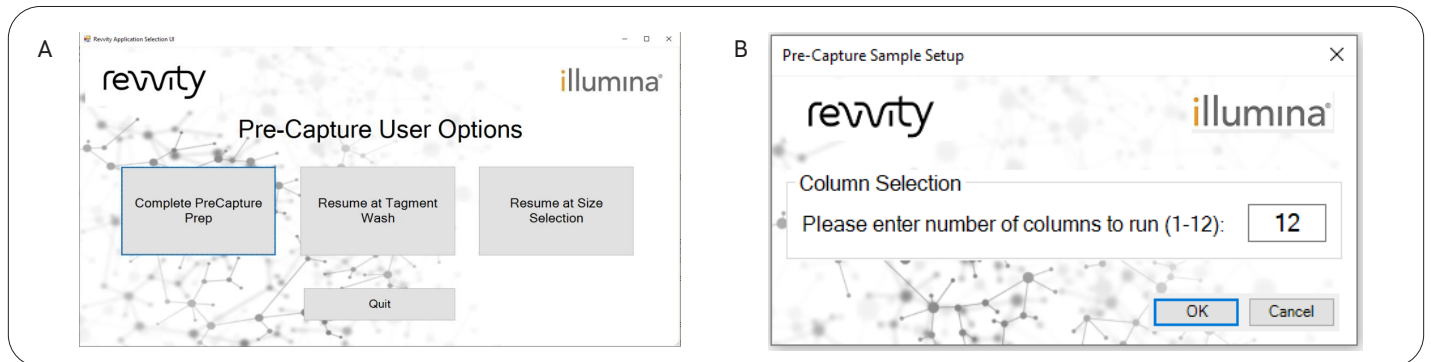 A
Revvity Application Selection UI
revvity
illumina®
Pre-Capture User Options
Complete PreCapture
Prep
Resume at Tagment
Wash
Resume at Size
Selection
Quit
B
Pre-Capture Sample Setup
revvity
illumina®
Column Selection
Please enter number of columns to run (1-12):
12
OK
Cancel